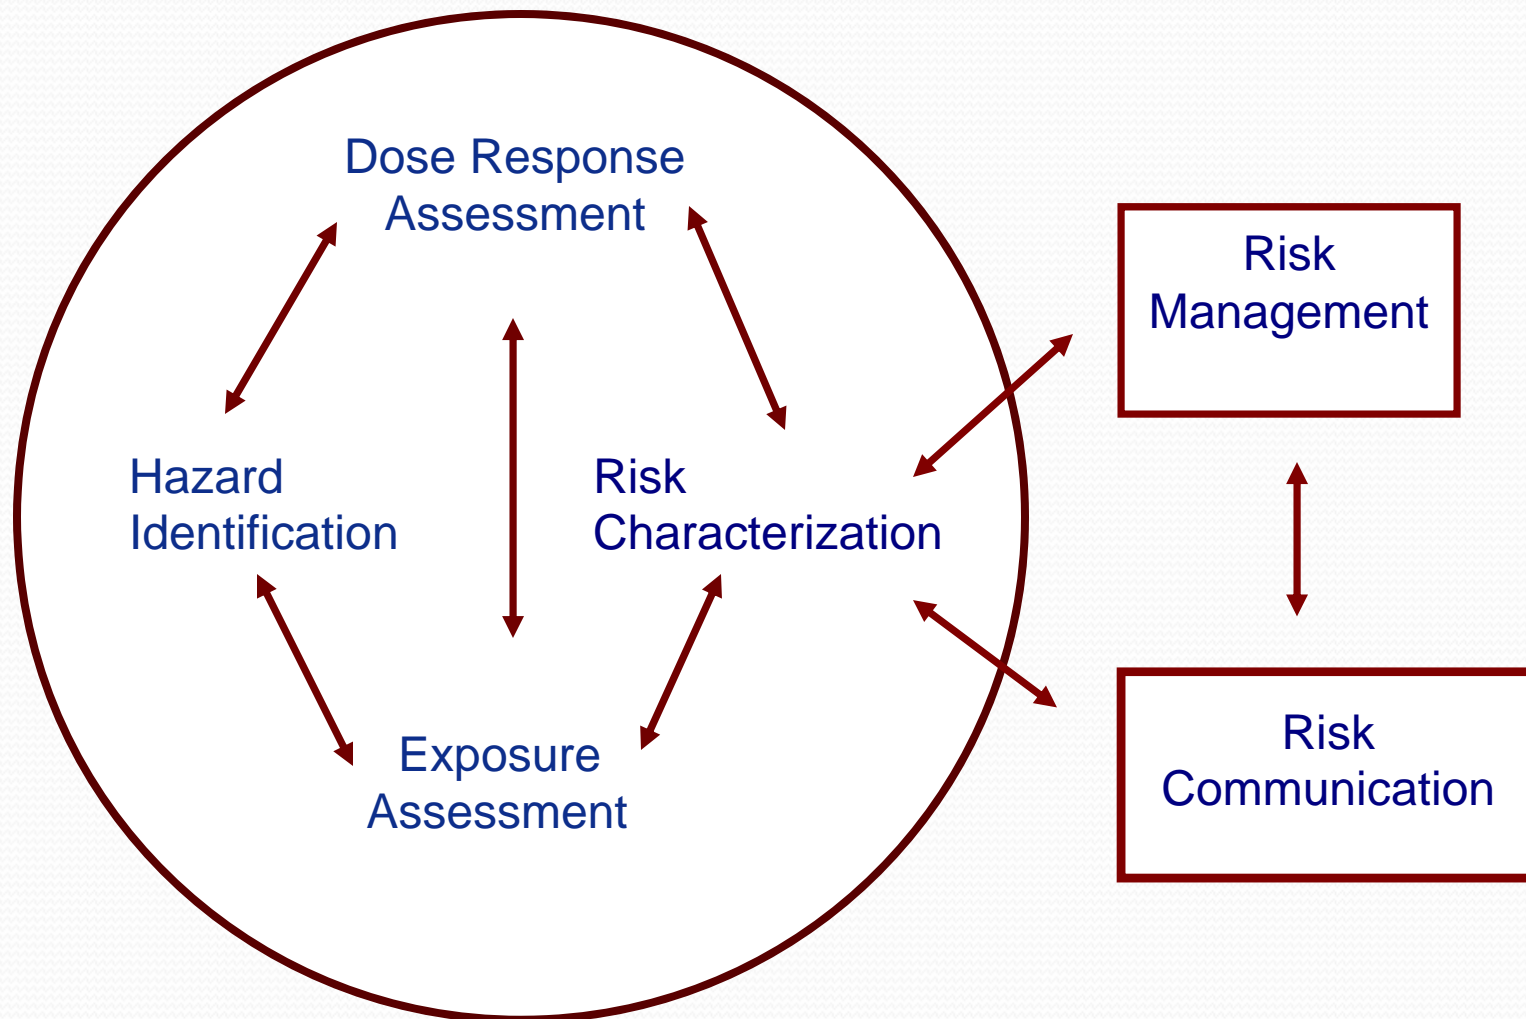 Dose Response
Assessment
Hazard
Identification
Risk
Characterization
Exposure
Assessment
Risk
Management
Risk
Communication